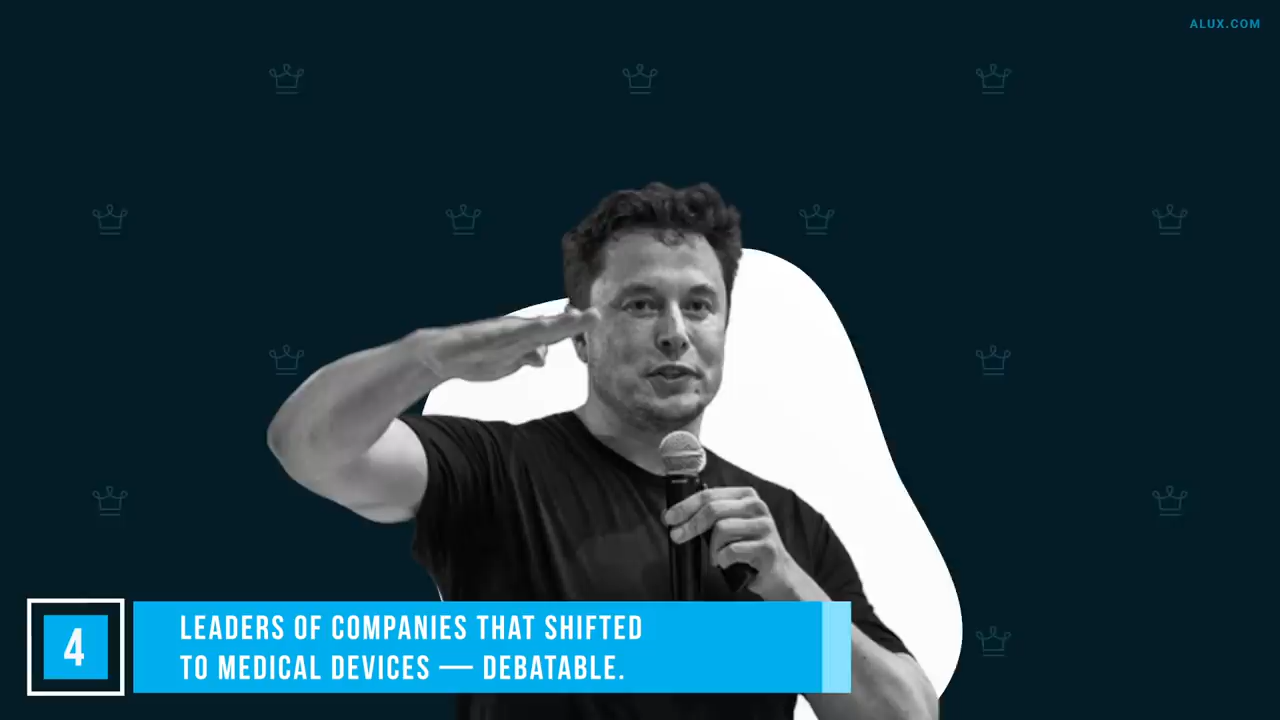 ALUX.COM
4
LEADERS OF COMPANIES THAT SHIFTED
TO MEDICAL DEVICES — DEBATABLE.